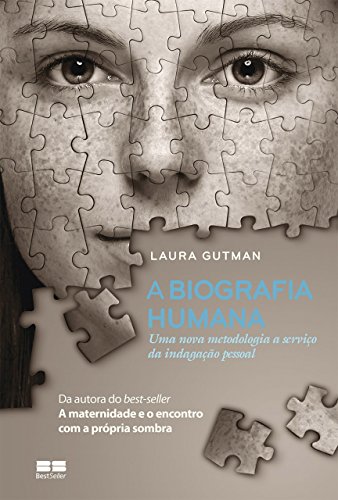 LAURA GUTMAN
A BIOGRAFIA
HUMANA
Uma nova metodologia a serviço
da indagação pessoal
Da autora do best-seller
A maternidade e o encontro
com a própria sombra
BestSeller